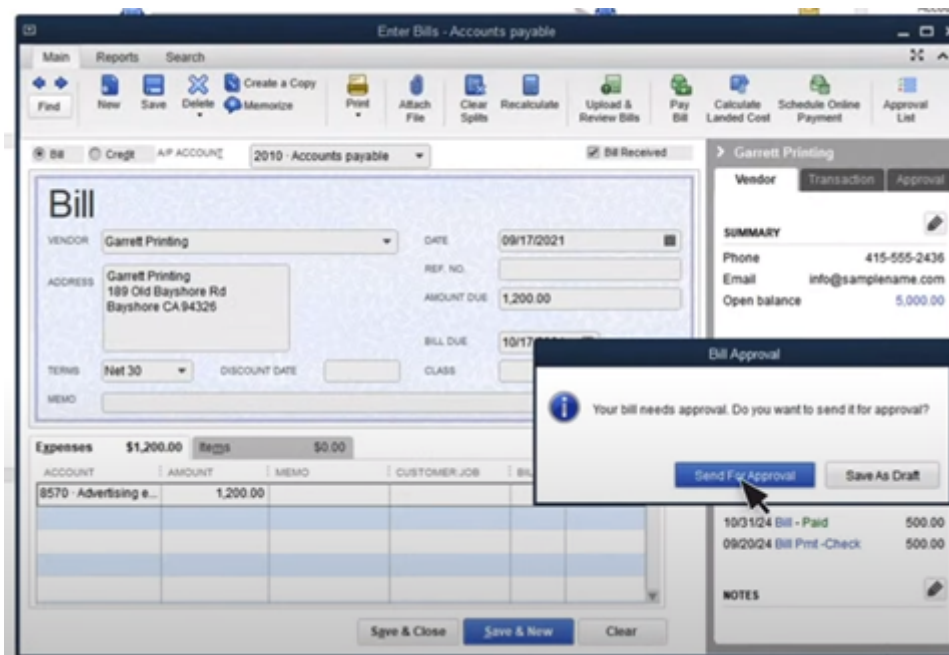 Enter Bills - Accounts payable
Main Reports Search
Find New Save Delete Create a Copy Memorize Print Attach File Clear Splits Recalculate Upload & Review Bills Pay Bill Calculate Landed Cost Schedule Online Payment Approval List
Bill Credit A/P ACCOUNT 2010 · Accounts payable Bill Received
Garrett Printing
Vendor Transaction Approval
Bill
VENDOR Garrett Printing DATE 09/17/2021
SUMMARY
Phone 415-555-2436
Email info@samplename.com
Open balance 5,000.00
ADDRESS Garrett Printing
189 Old Bayshore Rd
Bayshore CA 94326
REF. NO.
AMOUNT DUE 1,200.00
BILL DUE
TERMS Net 30 DISCOUNT DATE CLASS
MEMO
Bill Approval
Your bill needs approval. Do you want to send it for approval?
Send For Approval Save As Draft
Expenses $1,200.00 Items $0.00
ACCOUNT AMOUNT MEMO CUSTOMER:JOB
8570 · Advertising e... 1,200.00
10/31/24 Bill - Paid 500.00
09/20/24 Bill Pmt -Check 500.00
NOTES
Save & Close Save & New Clear